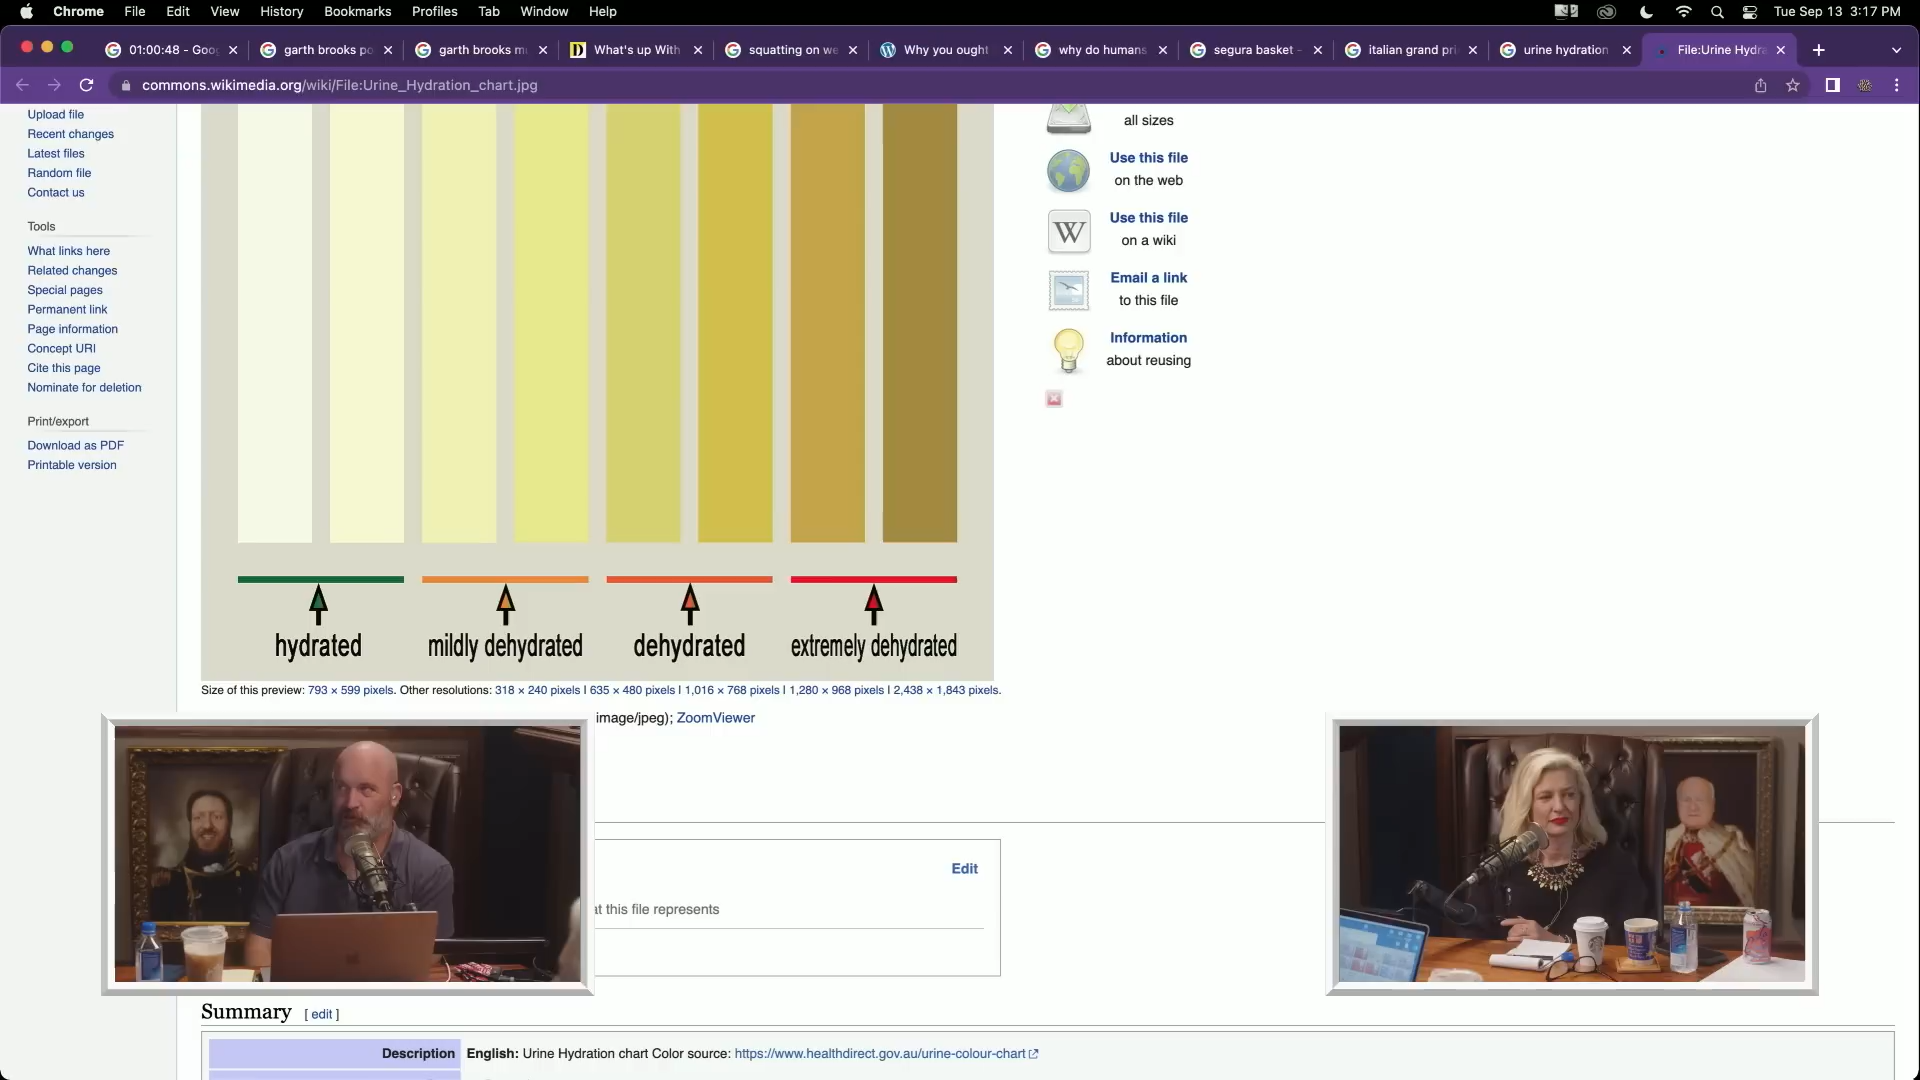 Chrome File Edit View History Bookmarks Profiles Tab Window Help Tue Sep 13 3:17 PM
01:00:48 - Goo garth brooks po garth brooks m What's up With squatting on we Why you ought why do humans segura basket - italian grand pri urine hydration File:Urine Hydra
commons.wikimedia.org/wiki/File:Urine_Hydration_chart.jpg
Upload file
Recent changes
Latest files
Random file
Contact us
Tools
What links here
Related changes
Special pages
Permanent link
Page information
Concept URI
Cite this page
Nominate for deletion
Print/export
Download as PDF
Printable version
all sizes
Use this file
on the web
W
Use this file
on a wiki
Email a link
to this file
Information
about reusing
hydrated mildly dehydrated dehydrated extremely dehydrated
Size of this preview: 793 × 599 pixels. Other resolutions: 318 × 240 pixels | 635 × 480 pixels | 1,016 × 768 pixels | 1,280 × 968 pixels | 2,438 × 1,843 pixels.
image/jpeg); ZoomViewer
Edit
at this file represents
Summary [ edit ]
Description English: Urine Hydration chart Color source: https://www.healthdirect.gov.au/urine-colour-chart